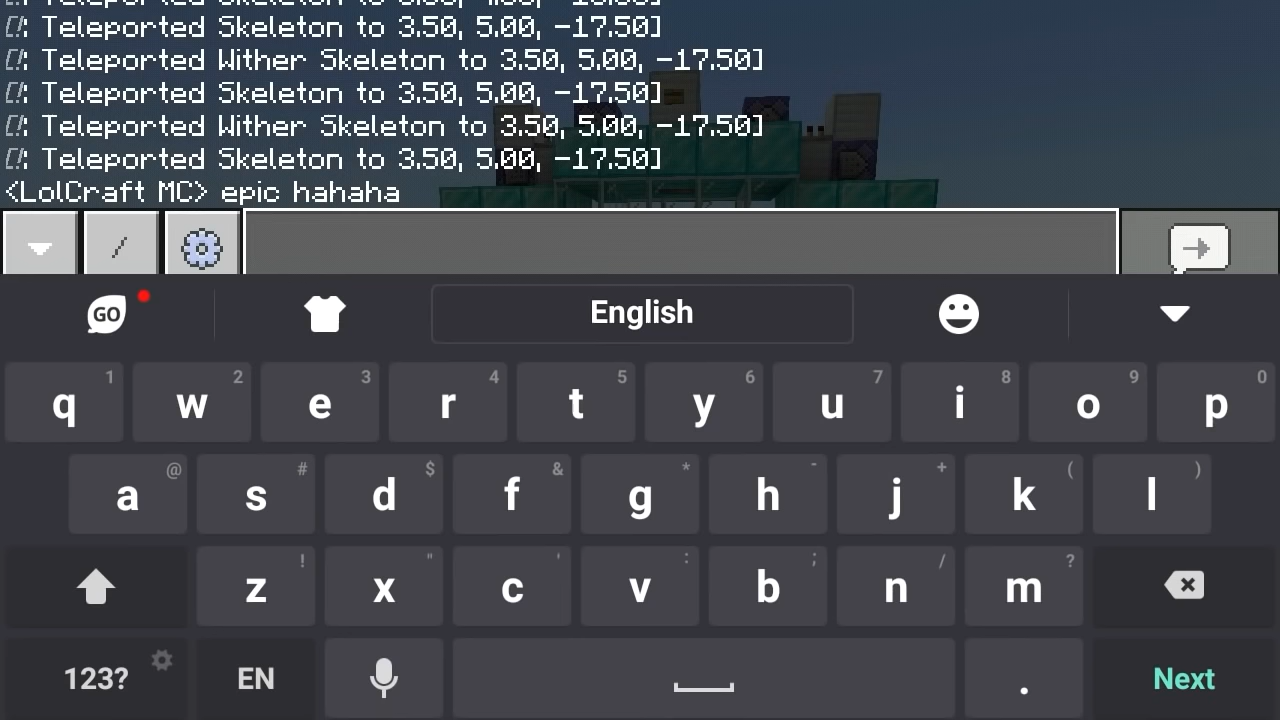 [!: Teleported Skeleton to 3.50, 5.00, -17.50]
[!: Teleported Wither Skeleton to 3.50, 5.00, -17.50]
[!: Teleported Skeleton to 3.50, 5.00, -17.50]
[!: Teleported Wither Skeleton to 3.50, 5.00, -17.50]
[!: Teleported Skeleton to 3.50, 5.00, -17.50]
<LolCraft MC> epic hahaha
/
GO English
1 2 3 4 5 6 7 8 9 0
q w e r t y u i o p
@ # $ & * - + ( )
a s d f g h j k l
! " ' : ; / ?
z x c v b n m
123? EN . Next